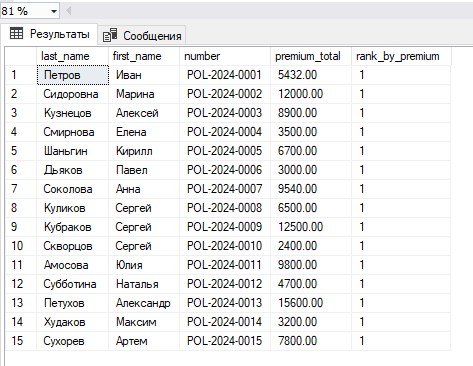 81 %
Результаты Сообщения
last_name first_name number premium_total rank_by_premium
1 Петров Иван POL-2024-0001 5432.00 1
2 Сидоровна Марина POL-2024-0002 12000.00 1
3 Кузнецов Алексей POL-2024-0003 8900.00 1
4 Смирнова Елена POL-2024-0004 3500.00 1
5 Шаньгин Кирилл POL-2024-0005 6700.00 1
6 Дьяков Павел POL-2024-0006 3000.00 1
7 Соколова Анна POL-2024-0007 9540.00 1
8 Куликов Сергей POL-2024-0008 6500.00 1
9 Кубраков Сергей POL-2024-0009 12500.00 1
10 Скворцов Сергей POL-2024-0010 2400.00 1
11 Амосова Юлия POL-2024-0011 9800.00 1
12 Субботина Наталья POL-2024-0012 4700.00 1
13 Петухов Александр POL-2024-0013 15600.00 1
14 Худаков Максим POL-2024-0014 3200.00 1
15 Сухорев Артем POL-2024-0015 7800.00 1